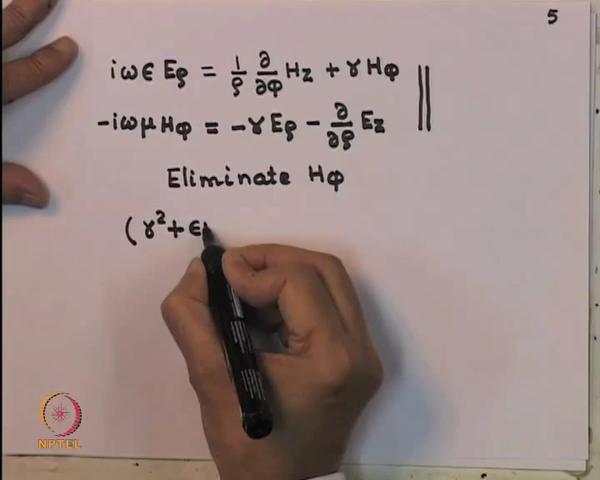 5
iωϵ Eρ = 1/ρ ∂/∂φ Hz + γ Hφ
-iωμ Hφ = -γ Eρ - ∂/∂ρ Ez
Eliminate Hφ
(γ² + ϵ
NPTEL